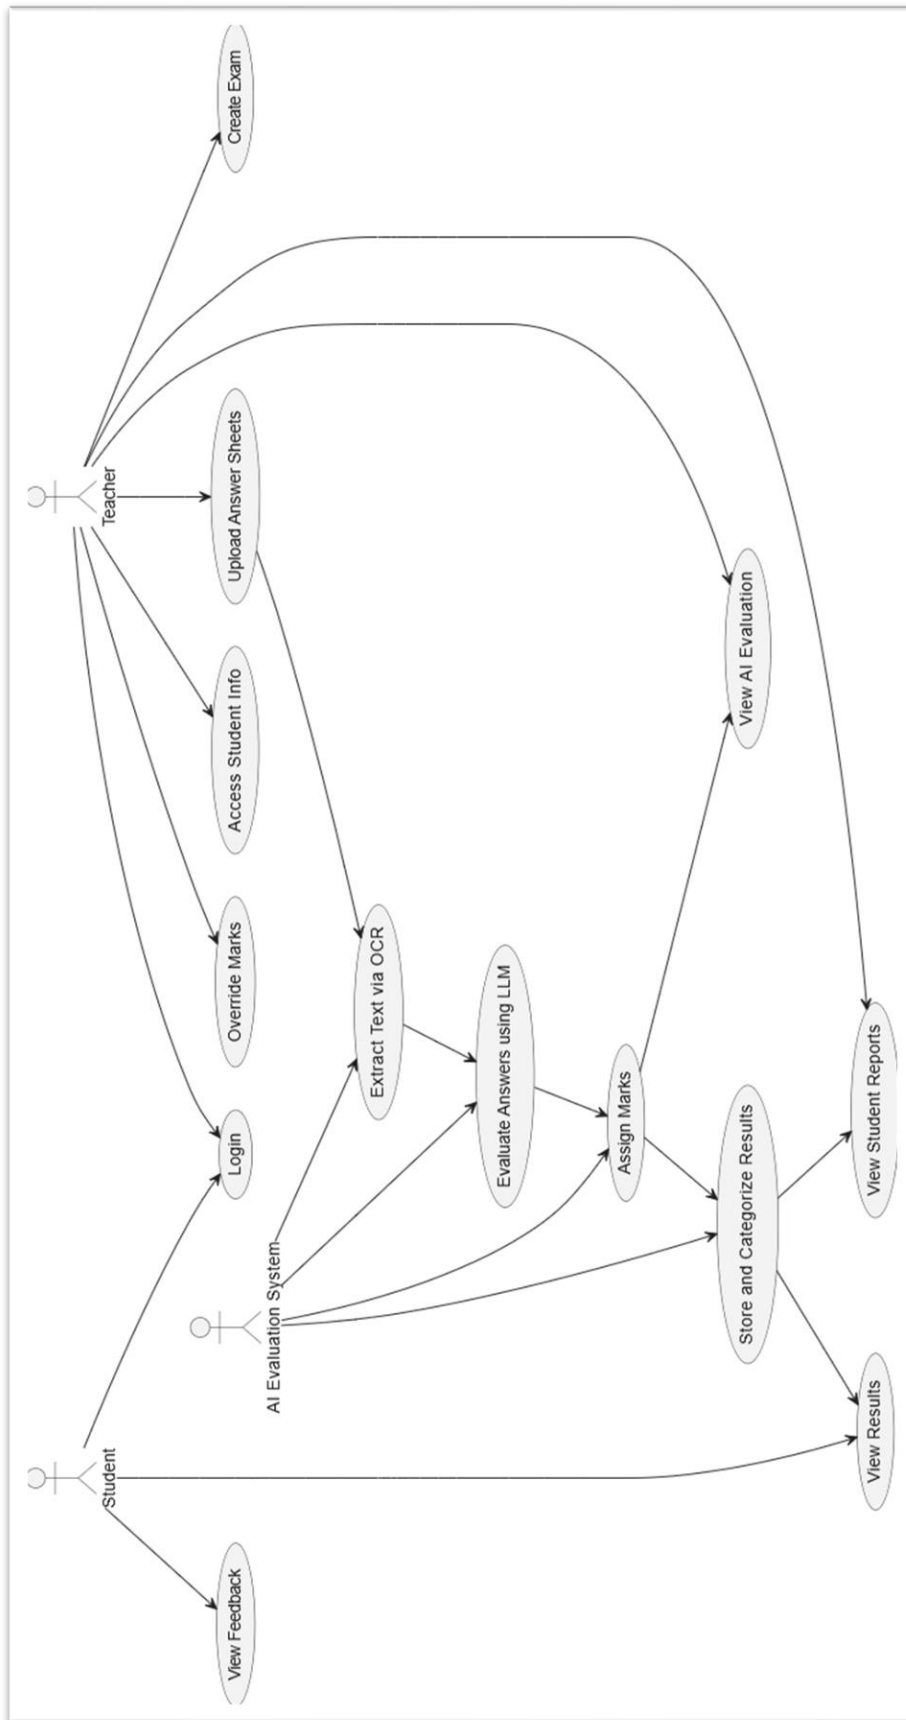 Student
Teacher
View Feedback
Login
Override Marks
Access Student Info
Upload Answer Sheets
Create Exam
AI Evaluation System
Extract Text via OCR
Evaluate Answers using LLM
Assign Marks
Store and Categorize Results
View AI Evaluation
View Results
View Student Reports